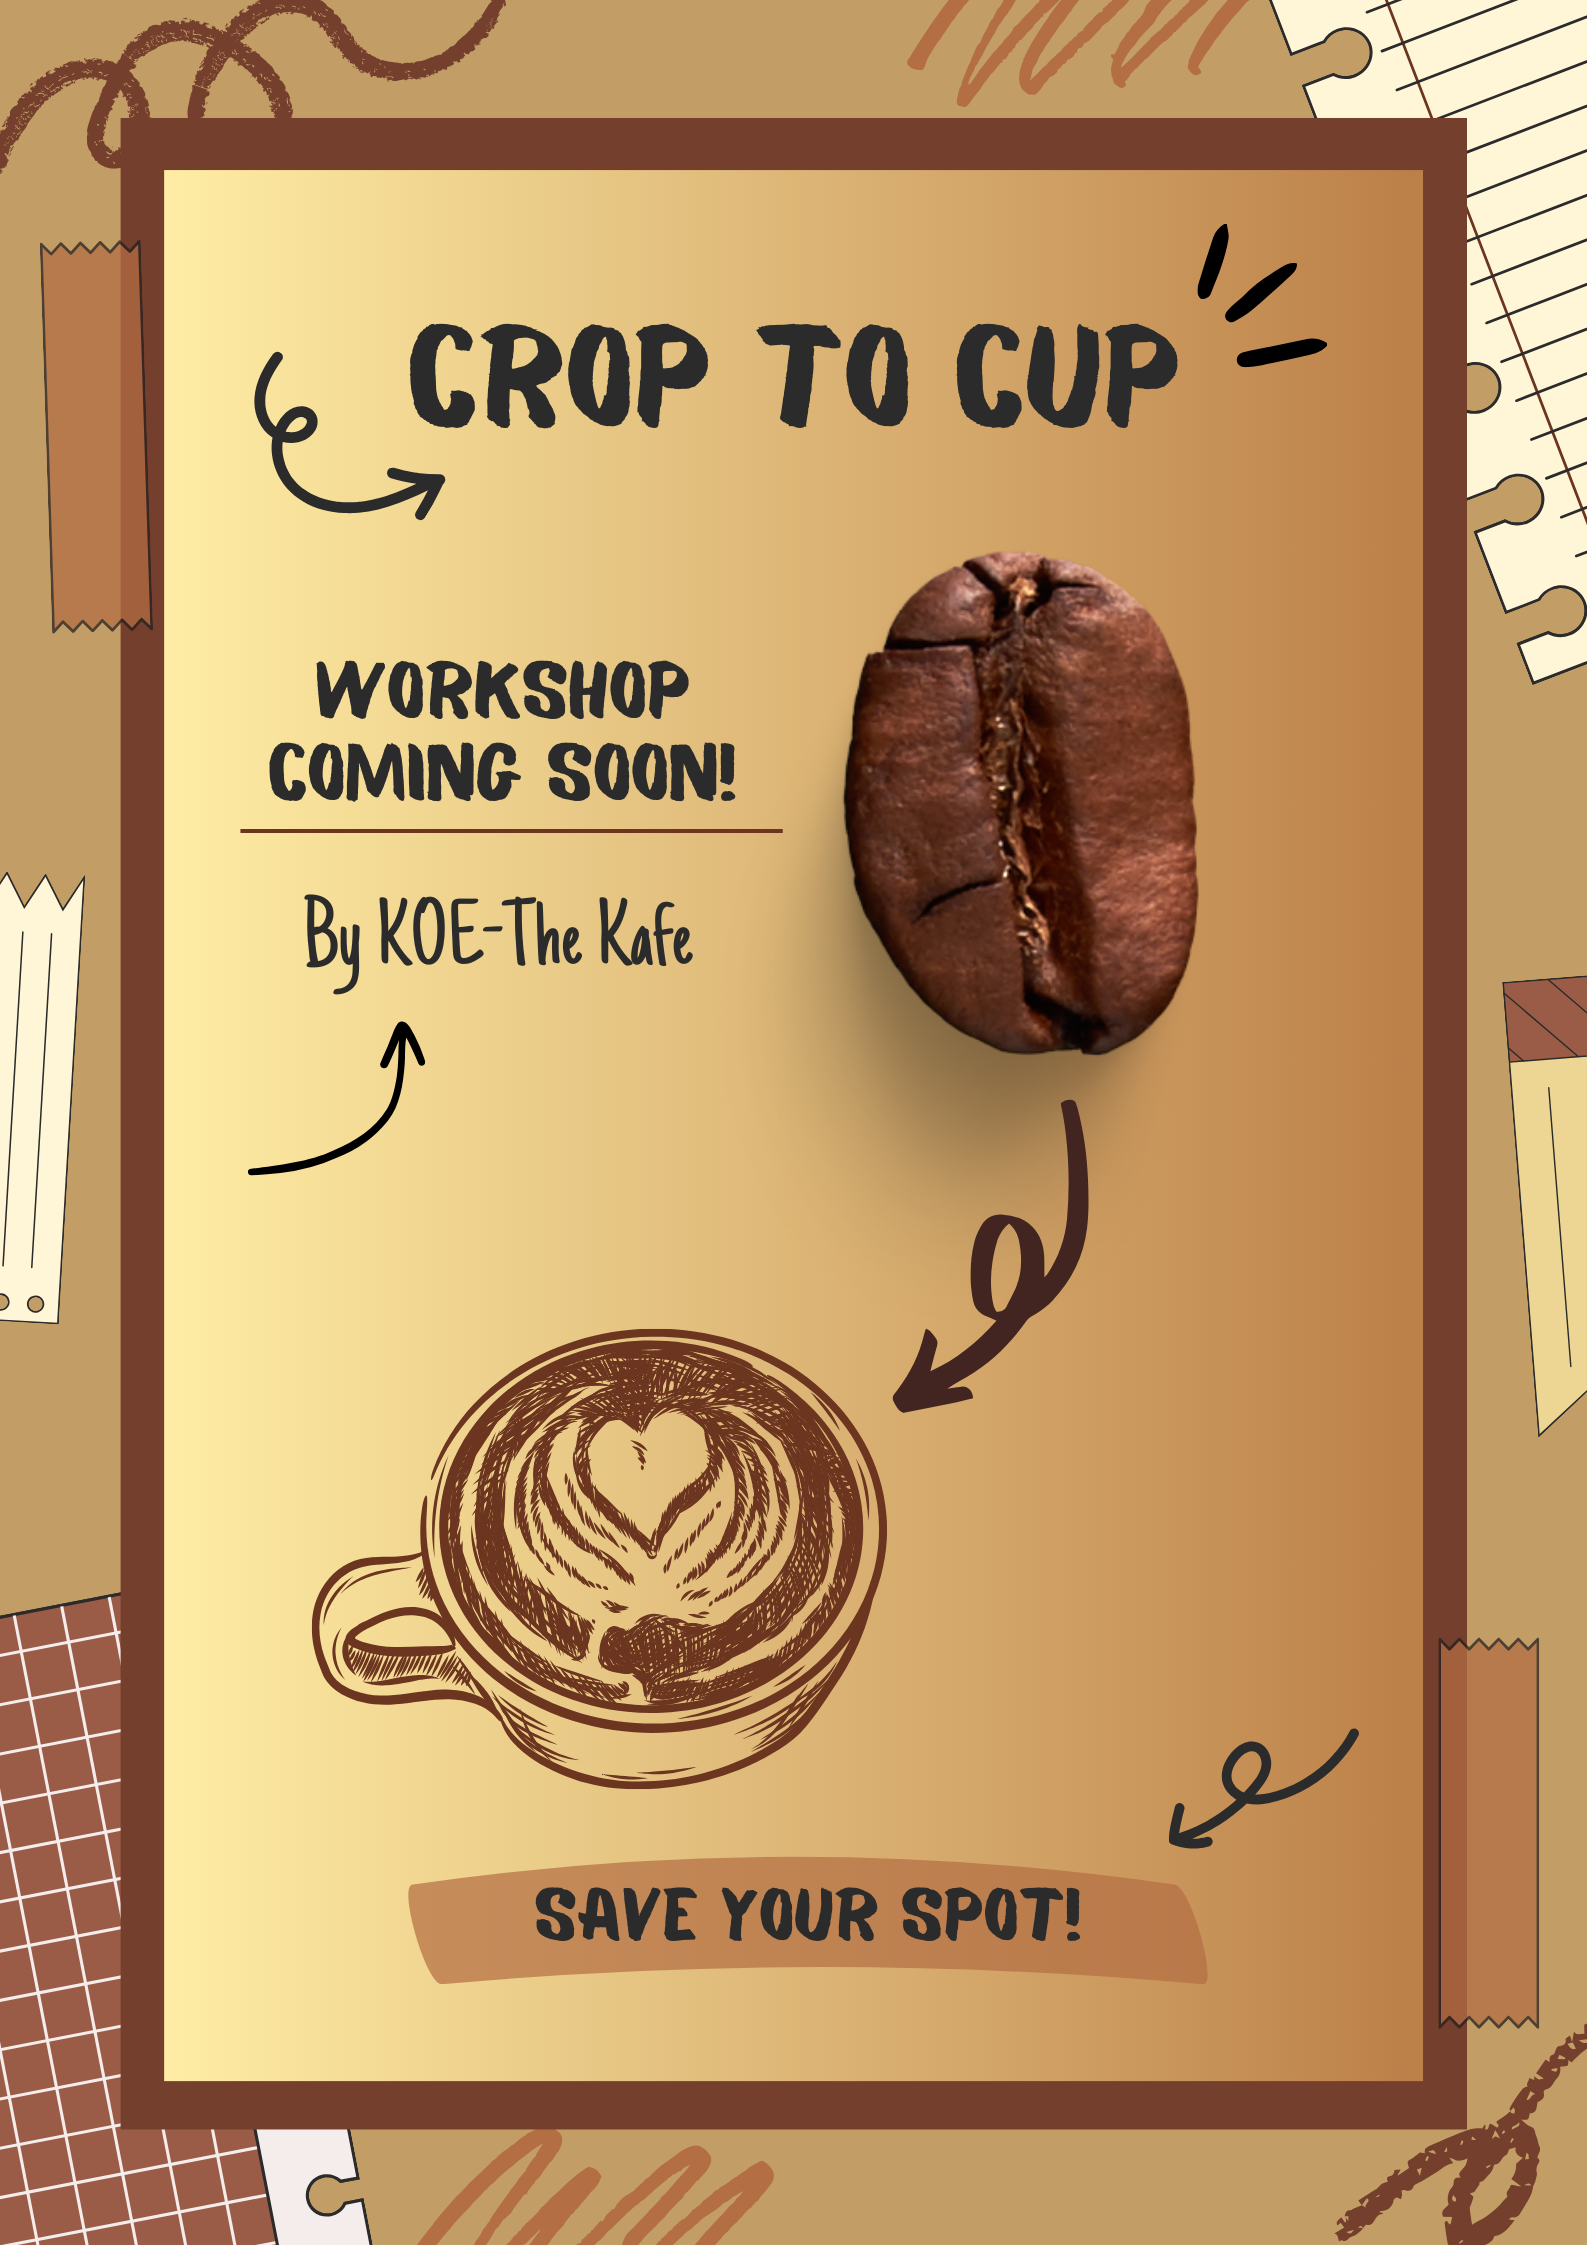 CROP TO CUP
WORKSHOP
COMING SOON!
By KOE-The Kafe
SAVE YOUR SPOT!